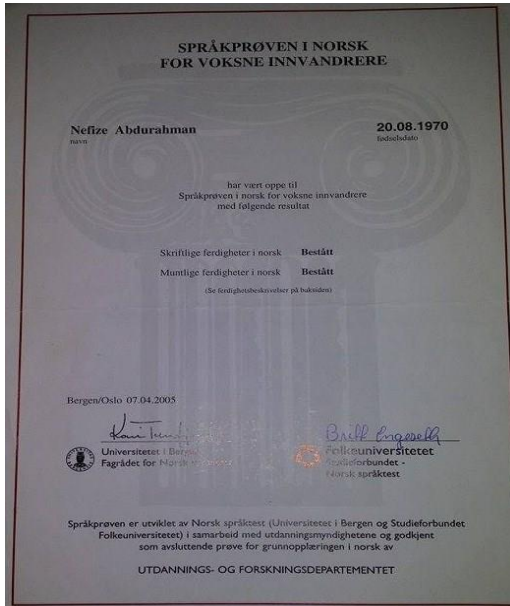 SPRÅKPRØVEN I NORSK
FOR VOKSNE INNVANDRERE
Nefize Abdurahman
navn
20.08.1970
fødselsdato
har vært oppe til
Språkprøven i norsk for voksne innvandrere
med følgende resultat
Skriftlige ferdigheter i norsk Bestått
Muntlige ferdigheter i norsk Bestått
(Se ferdighetsbeskrivelser på baksiden)
Bergen/Oslo 07.04.2005
Universitetet i Bergen
Fagrådet for Norsk
Britt
Folkeuniversitetet
Studieforbundet -
Norsk språktest
Språkprøven er utviklet av Norsk språktest (Universitetet i Bergen og Studieforbundet
Folkeuniversitetet) i samarbeid med utdanningsmyndighetene og godkjent
som avsluttende prøve for grunnopplæringen i norsk av
UTDANNINGS- OG FORSKNINGSDEPARTEMENTET